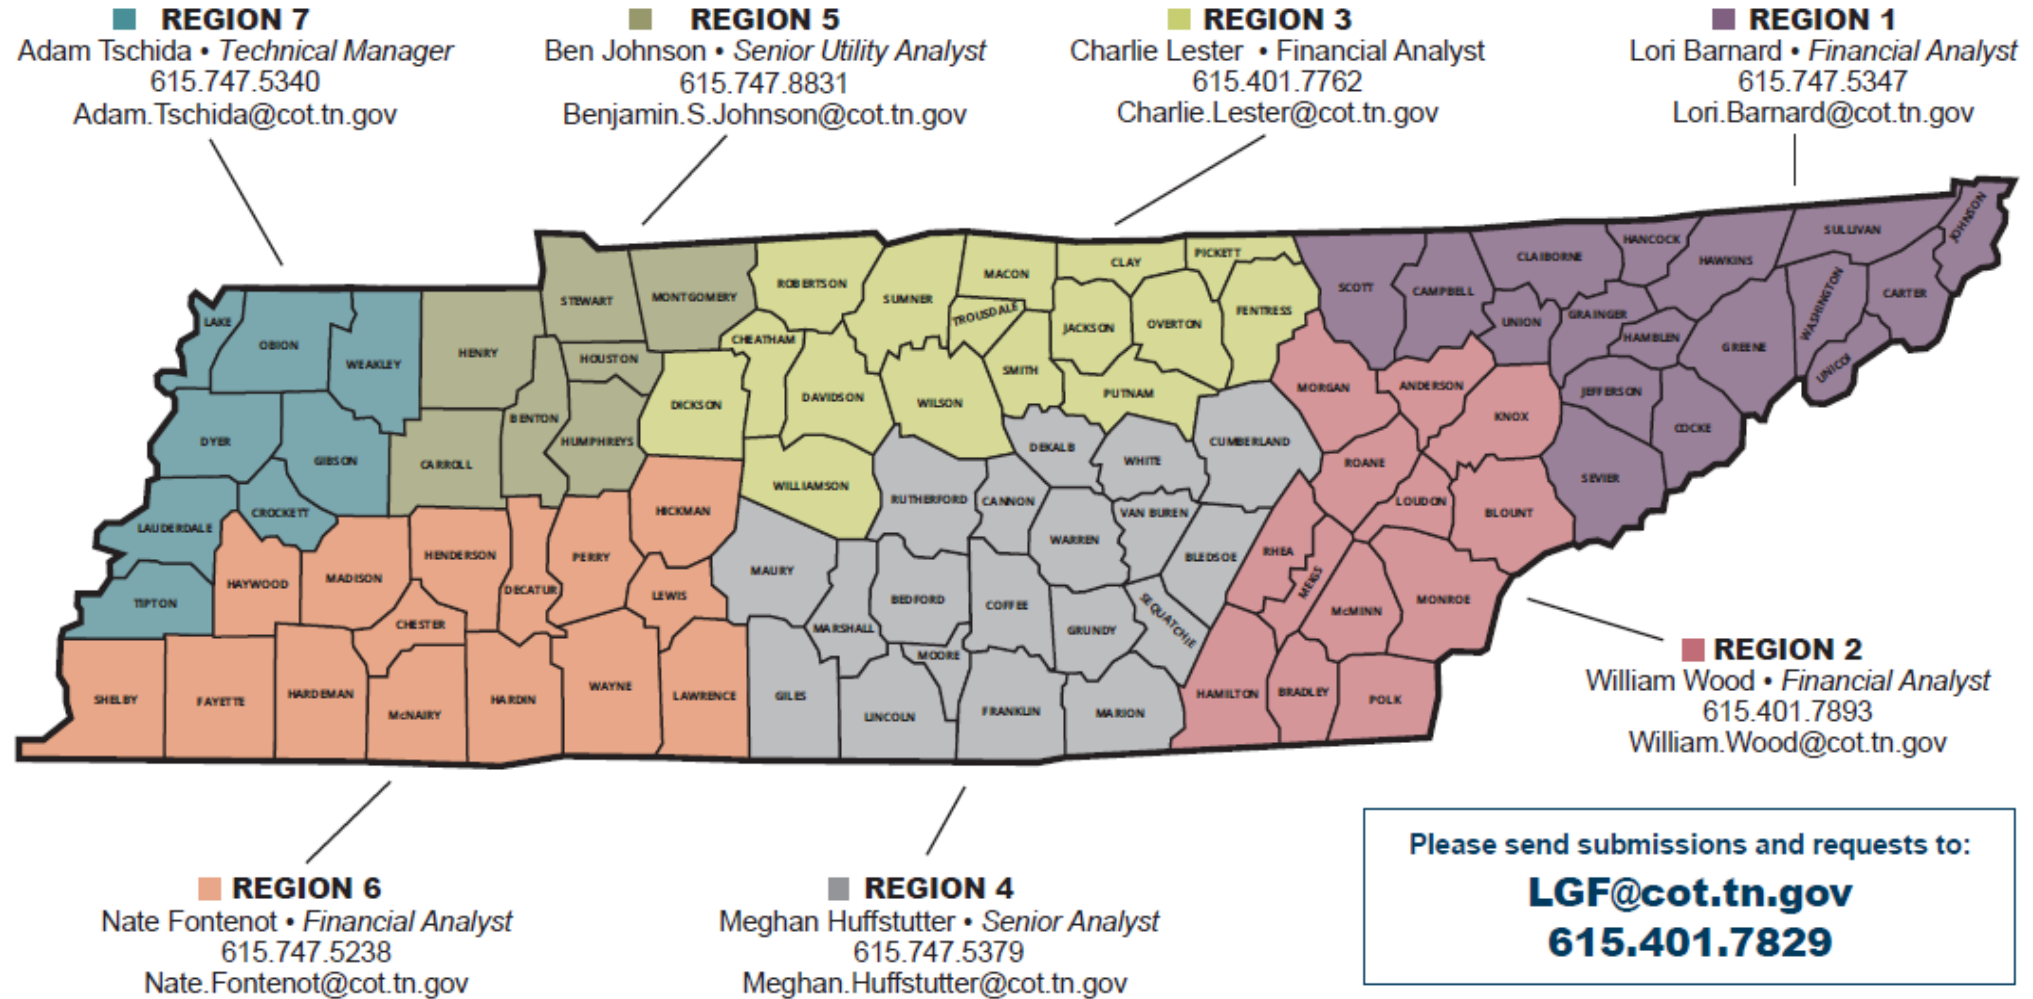 REGION 7
Adam Tschida • Technical Manager
615.747.5340
Adam.Tschida@cot.tn.gov
REGION 5
Ben Johnson • Senior Utility Analyst
615.747.8831
Benjamin.S.Johnson@cot.tn.gov
REGION 3
Charlie Lester • Financial Analyst
615.401.7762
Charlie.Lester@cot.tn.gov
REGION 1
Lori Barnard • Financial Analyst
615.747.5347
Lori.Barnard@cot.tn.gov
LAKE
OBION
WEAKLEY
DYER
GIBSON
CROCKETT
LAUDERDALE
TIPTON
HENRY
STEWART
MONTGOMERY
HOUSTON
BENTON
HUMPHREYS
CARROLL
ROBERTSON
SUMNER
MACON
TROUSDALE
CLAY
PICKETT
JACKSON
OVERTON
FENTRESS
CHEATHAM
SMITH
PUTNAM
DICKSON
DAVIDSON
WILSON
WILLIAMSON
SCOTT
CAMPBELL
CLAIBORNE
HANCOCK
HAWKINS
SULLIVAN
JOHNSON
UNION
GRAINGER
HAMBLEN
GREENE
WASHINGTON
CARTER
UNICOI
JEFFERSON
COCKE
SEVIER
MORGAN
ANDERSON
KNOX
ROANE
LOUDON
BLOUNT
RHEA
MEIGS
McMINN
MONROE
HAMILTON
BRADLEY
POLK
DEKALB
WHITE
CUMBERLAND
RUTHERFORD
CANNON
VAN BUREN
WARREN
BLEDSOE
MAURY
BEDFORD
COFFEE
GRUNDY
SEQUATCHIE
MARSHALL
MOORE
GILES
LINCOLN
FRANKLIN
MARION
HICKMAN
HAYWOOD
MADISON
HENDERSON
DECATUR
PERRY
LEWIS
CHESTER
SHELBY
FAYETTE
HARDEMAN
McNAIRY
HARDIN
WAYNE
LAWRENCE
REGION 2
William Wood • Financial Analyst
615.401.7893
William.Wood@cot.tn.gov
REGION 6
Nate Fontenot • Financial Analyst
615.747.5238
Nate.Fontenot@cot.tn.gov
REGION 4
Meghan Huffstutter • Senior Analyst
615.747.5379
Meghan.Huffstutter@cot.tn.gov
Please send submissions and requests to:
LGF@cot.tn.gov
615.401.7829